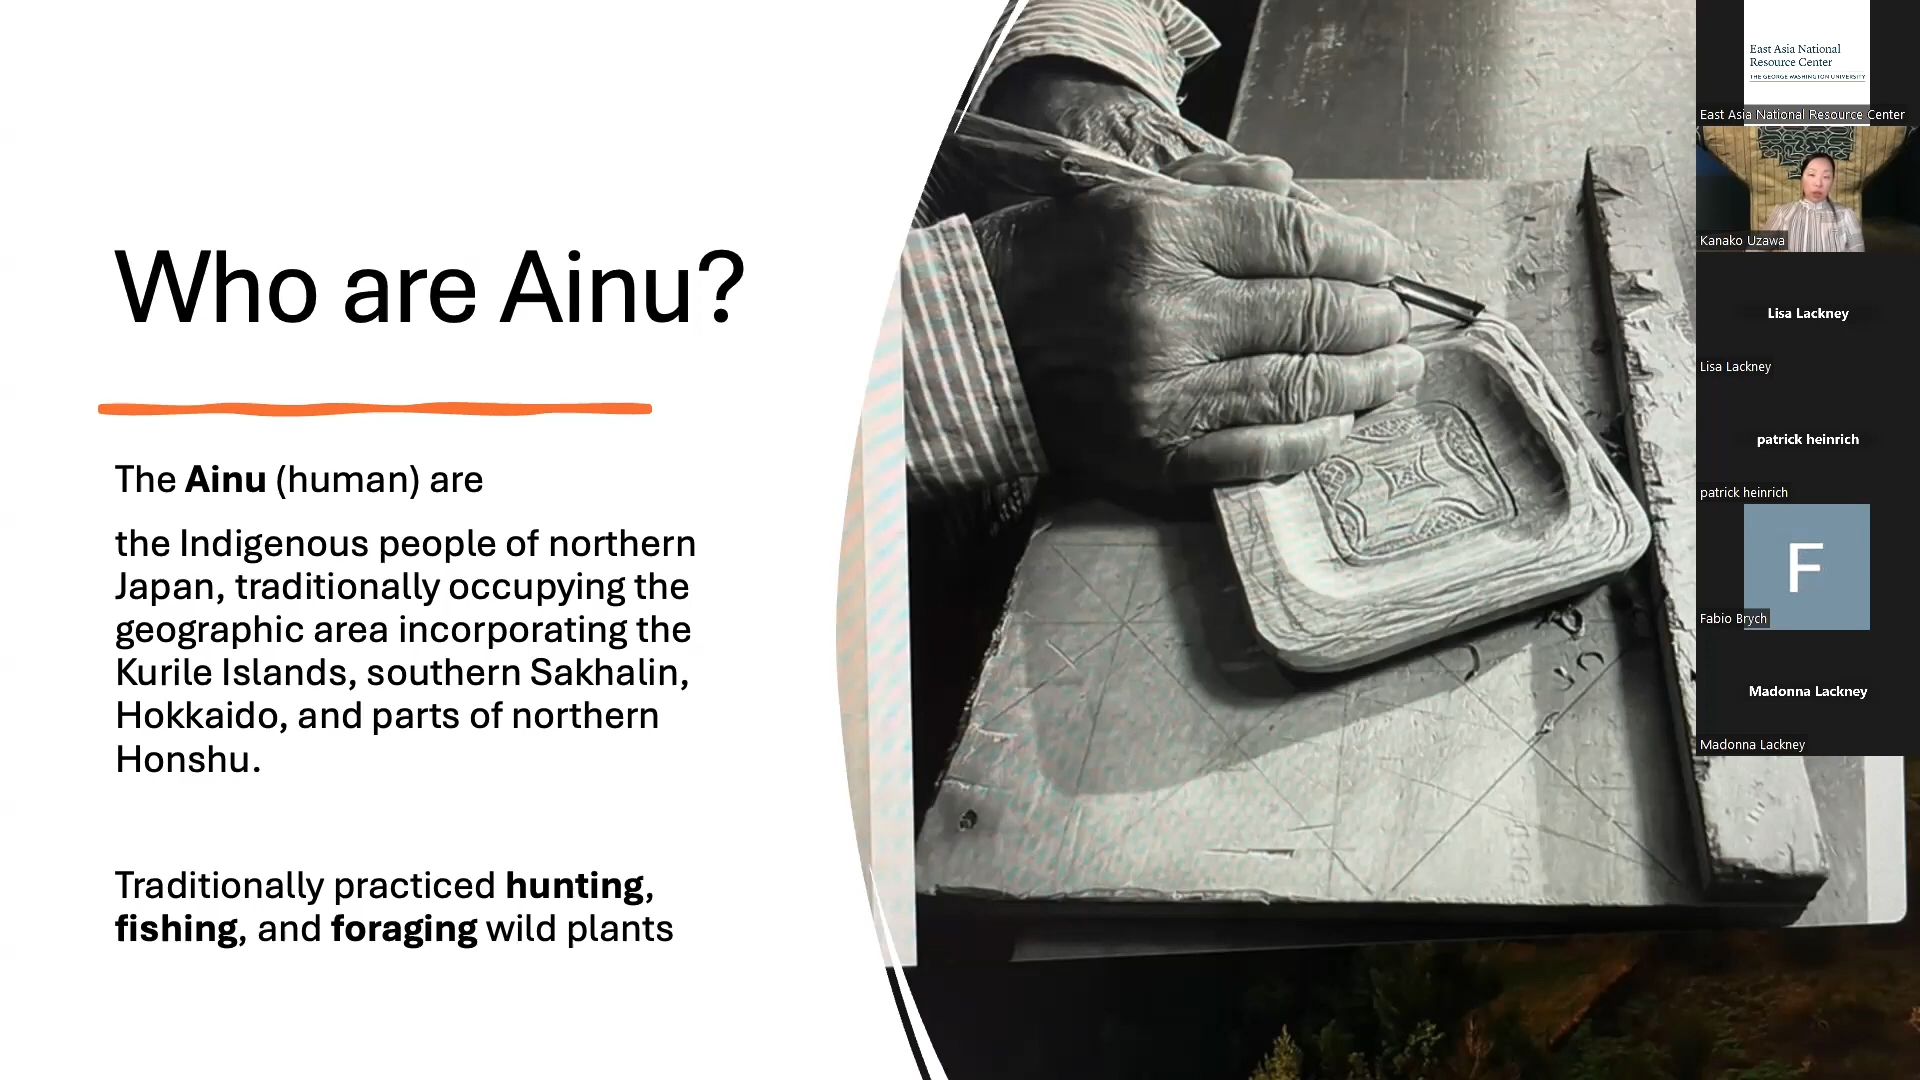 Who are Ainu?
The Ainu (human) are
the Indigenous people of northern
Japan, traditionally occupying the
geographic area incorporating the
Kurile Islands, southern Sakhalin,
Hokkaido, and parts of northern
Honshu.
Traditionally practiced hunting,
fishing, and foraging wild plants
East Asia National
Resource Center
THE GEORGE WASHINGTON UNIVERSITY
East Asia National Resource Center
Kanako Uzawa
Lisa Lackney
Lisa Lackney
patrick heinrich
patrick heinrich
F
Fabio Brych
Madonna Lackney
Madonna Lackney